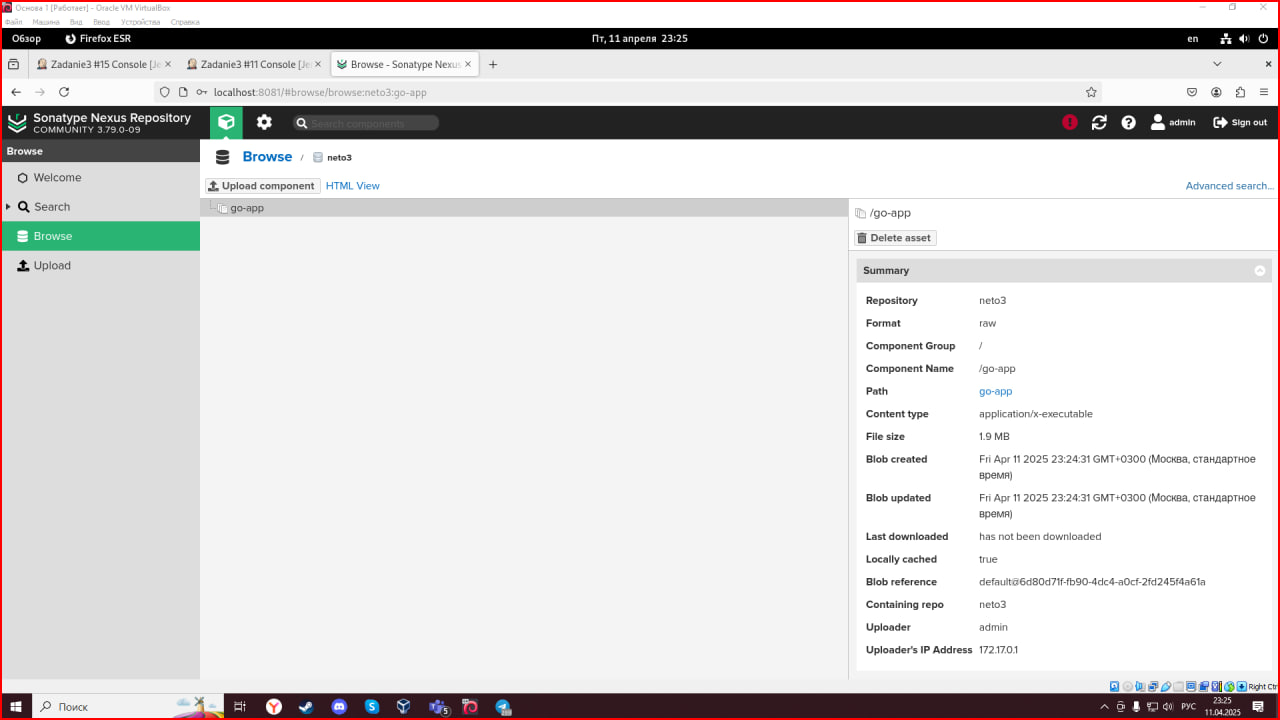 Основа 1 [Работает] - Oracle VM VirtualBox
Файл Машина Вид Ввод Устройства Справка
Обзор Firefox ESR Пт, 11 апреля 23:25 en
Zadanie3 #15 Console [Je × Zadanie3 #11 Console [Je × Browse - Sonatype Nexus × +
localhost:8081/#browse/browse:neto3:go-app
Sonatype Nexus Repository
COMMUNITY 3.79.0-09
Search components
admin Sign out
Browse
Welcome
Search
Browse
Upload
Browse / neto3
Upload component HTML View Advanced search...
go-app
/go-app
Delete asset
Summary
Repository neto3
Format raw
Component Group /
Component Name /go-app
Path go-app
Content type application/x-executable
File size 1.9 MB
Blob created Fri Apr 11 2025 23:24:31 GMT+0300 (Москва, стандартное
время)
Blob updated Fri Apr 11 2025 23:24:31 GMT+0300 (Москва, стандартное
время)
Last downloaded has not been downloaded
Locally cached true
Blob reference default@6d80d71f-fb90-4dc4-a0cf-2fd245f4a61a
Containing repo neto3
Uploader admin
Uploader's IP Address 172.17.0.1
Right Ctr
Поиск
5
РУС
23:25
11.04.2025